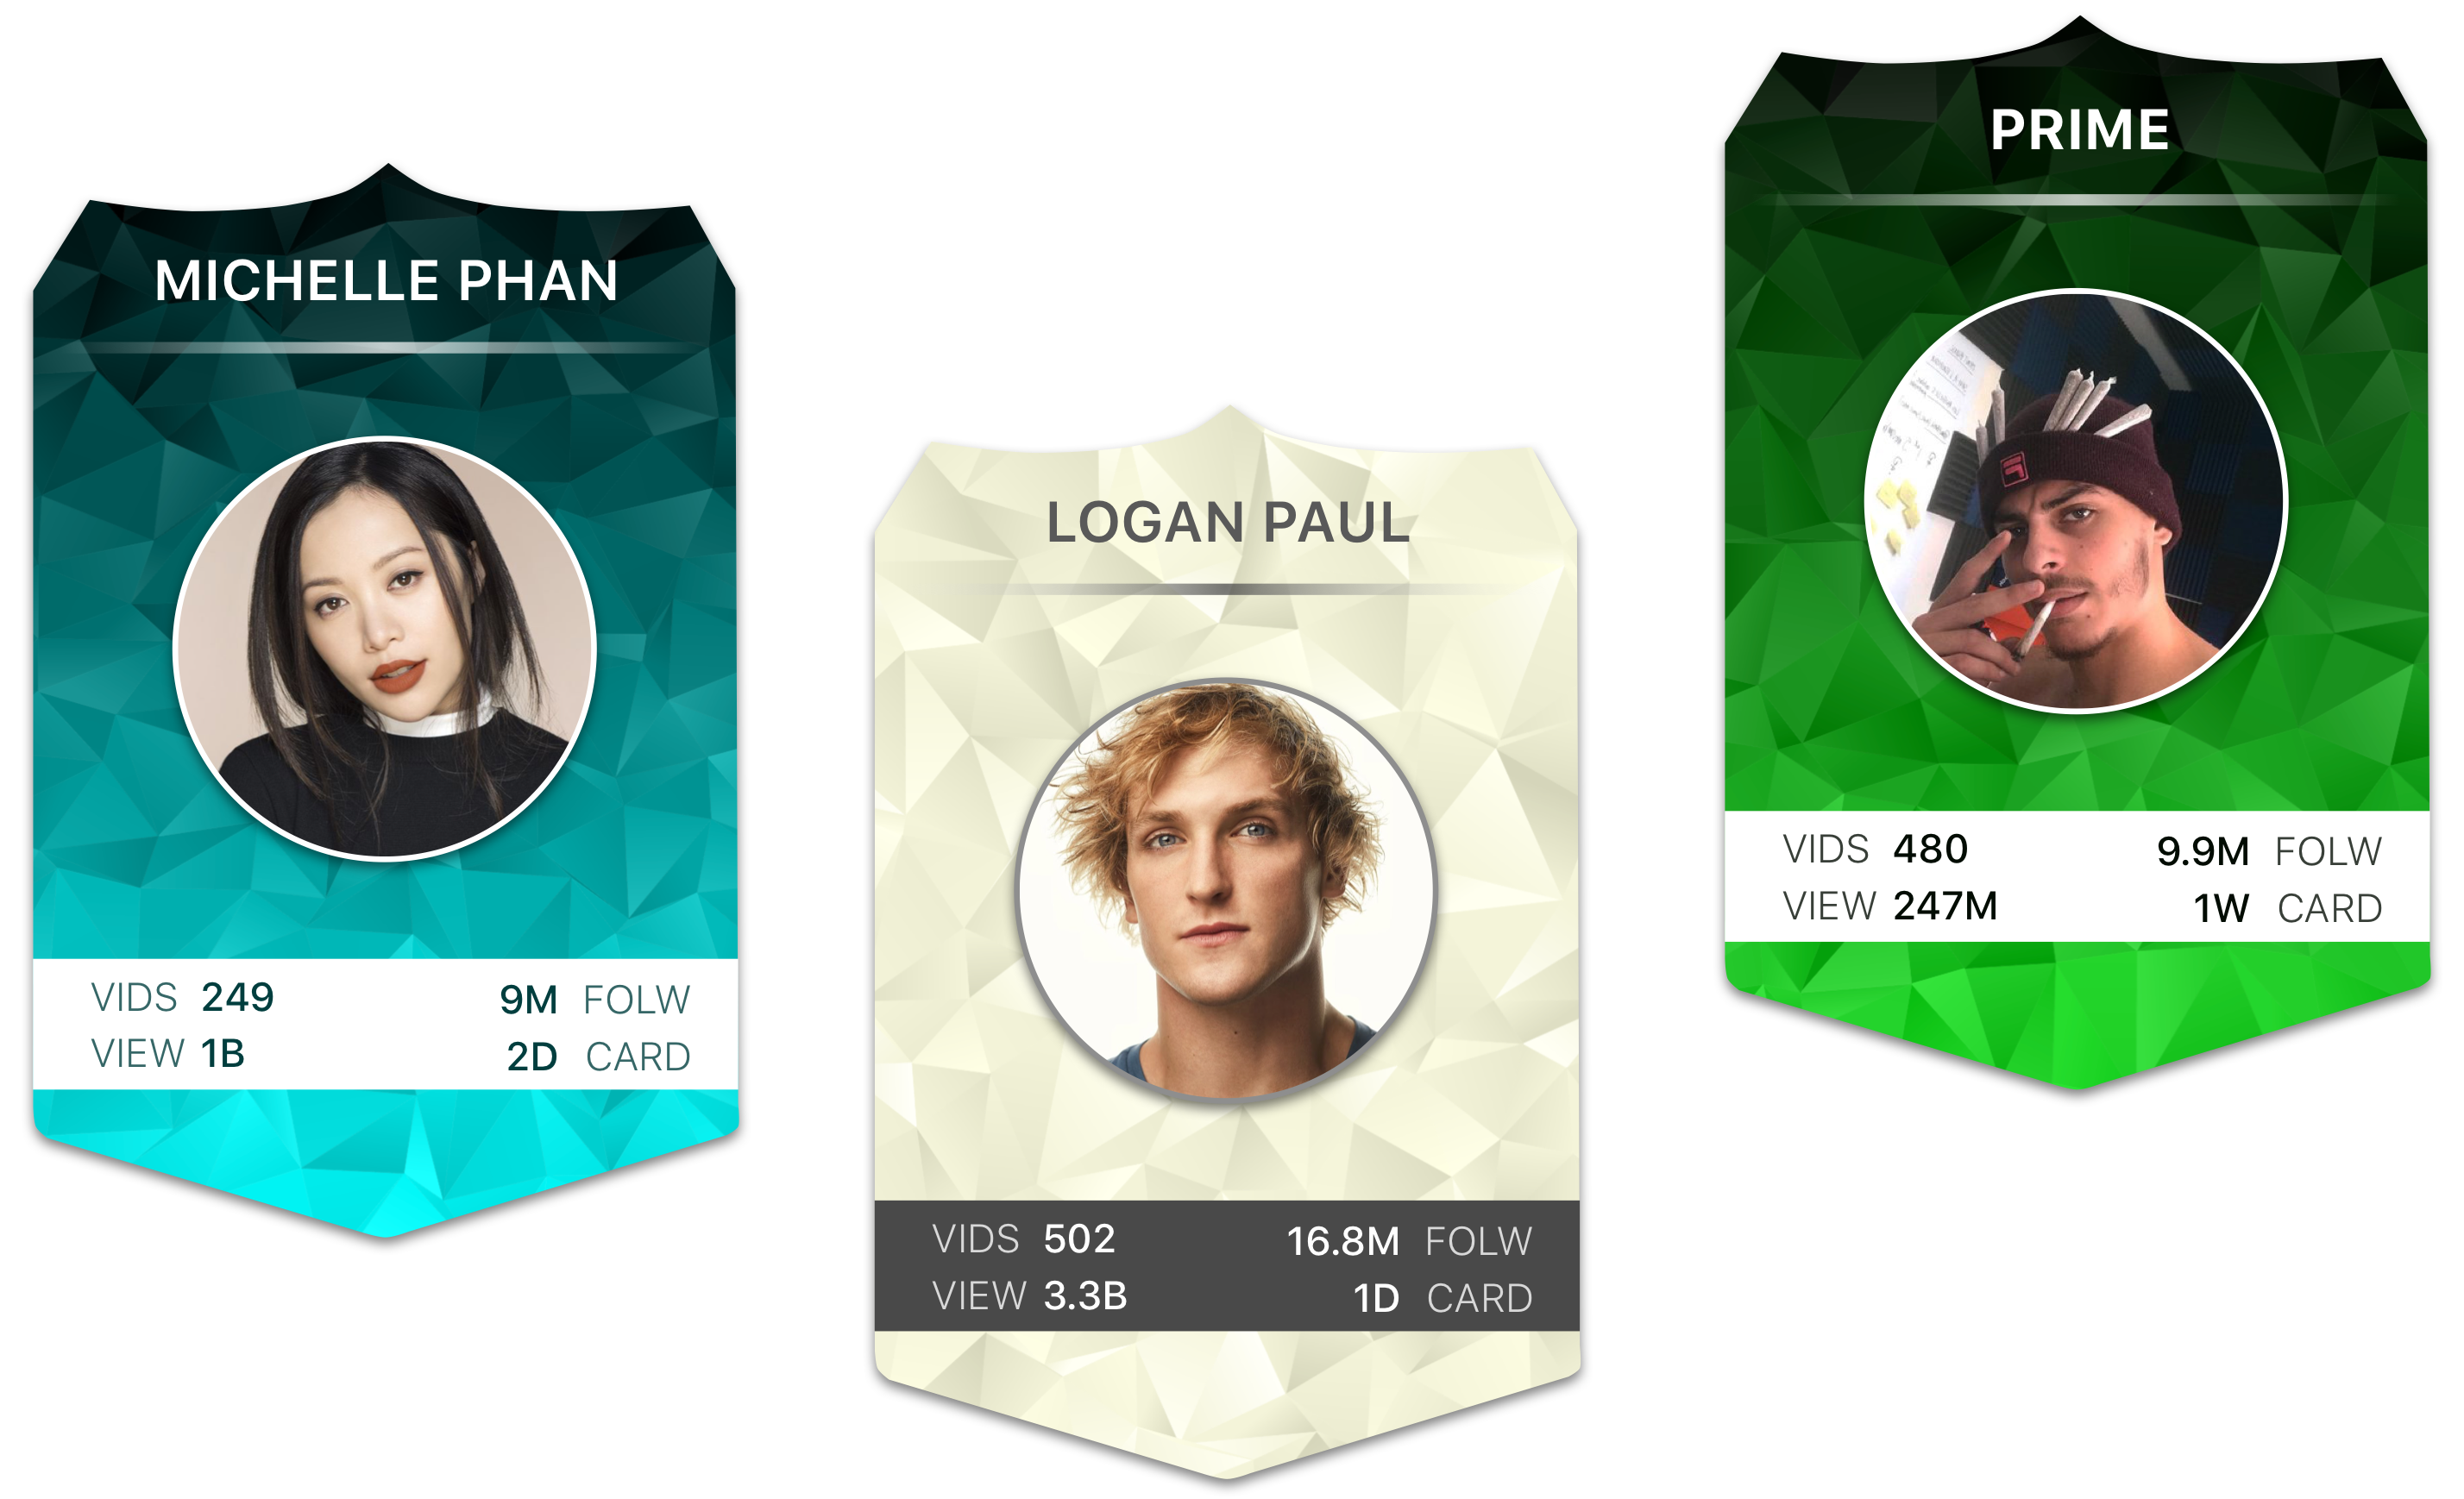 MICHELLE PHAN
VIDS 249 9M FOLW
VIEW 1B 2D CARD
LOGAN PAUL
VIDS 502 16.8M FOLW
VIEW 3.3B 1D CARD
PRIME
VIDS 480 9.9M FOLW
VIEW 247M 1W CARD